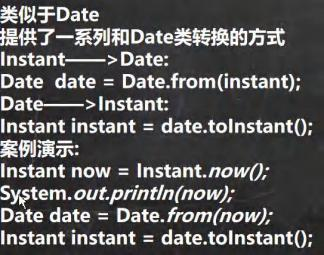 类似于Date
提供了一系列和Date类转换的方式
Instant——>Date:
Date date = Date.from(instant);
Date——>Instant:
Instant instant = date.toInstant();
案例演示:
Instant now = Instant.now();
System.out.println(now);
Date date = Date.from(now);
Instant instant = date.toInstant();